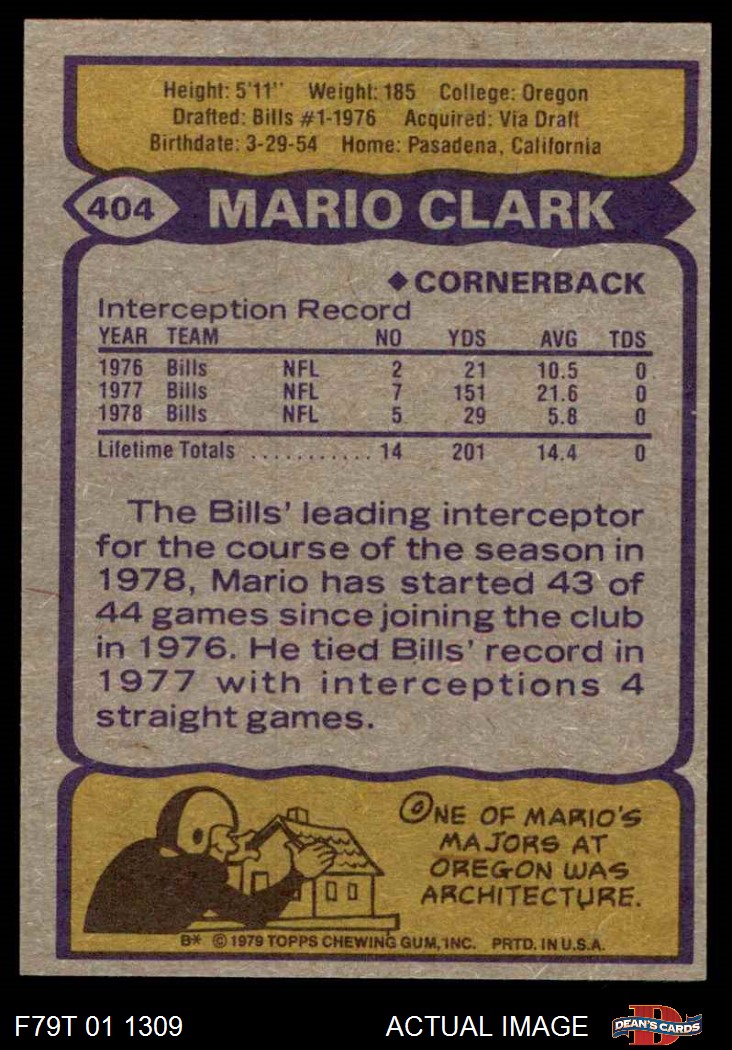 Height: 5'11" Weight: 185 College: Oregon
Drafted: Bills #1-1976 Acquired: Via Draft
Birthdate: 3-29-54 Home: Pasadena, California
404 MARIO CLARK
◆CORNERBACK
Interception Record
YEAR TEAM NO YDS AVG TDS
1976 Bills NFL 2 21 10.5 0
1977 Bills NFL 7 151 21.6 0
1978 Bills NFL 5 29 5.8 0
Lifetime Totals ........... 14 201 14.4 0
The Bills' leading interceptor
for the course of the season in
1978, Mario has started 43 of
44 games since joining the club
in 1976. He tied Bills' record in
1977 with interceptions 4
straight games.
ONE OF MARIO'S
MAJORS AT
OREGON WAS
ARCHITECTURE.
B* © 1979 TOPPS CHEWING GUM, INC. PRTD. IN U.S.A.
F79T 01 1309 ACTUAL IMAGE D DEAN'S CARDS